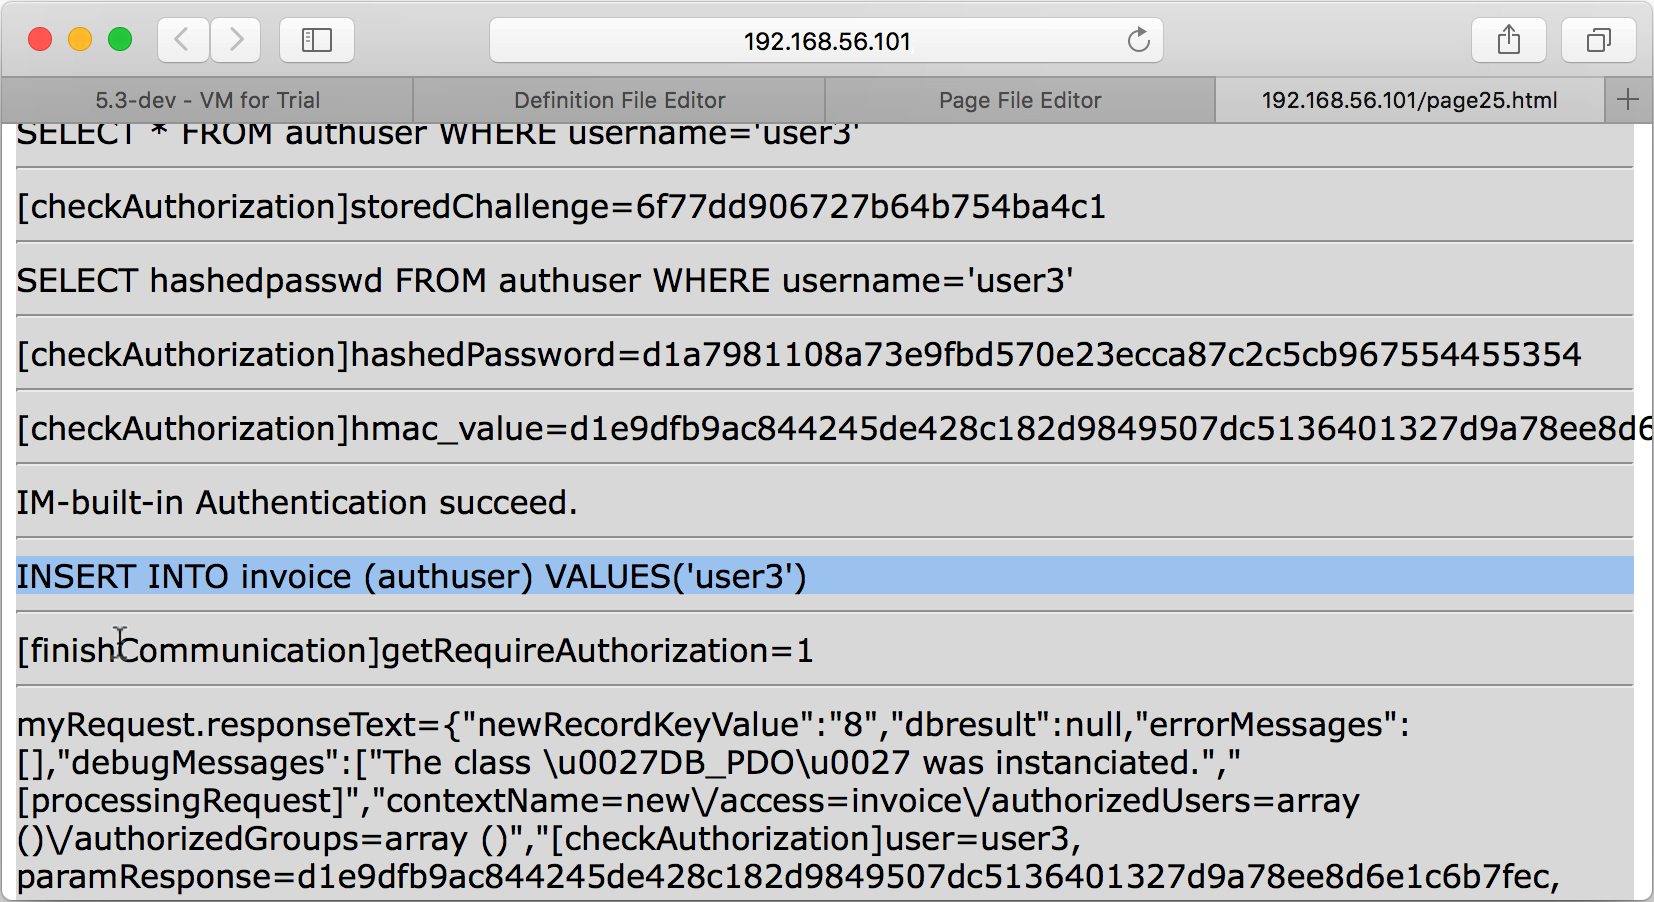 192.168.56.101
5.3-dev - VM for Trial
Definition File Editor
Page File Editor
192.168.56.101/page25.html
SELECT * FROM authuser WHERE username='user3'
[checkAuthorization]storedChallenge=6f77dd906727b64b754ba4c1
SELECT hashedpasswd FROM authuser WHERE username='user3'
[checkAuthorization]hashedPassword=d1a7981108a73e9fbd570e23ecca87c2c5cb967554455354
[checkAuthorization]hmac_value=d1e9dfb9ac844245de428c182d9849507dc5136401327d9a78ee8d6
IM-built-in Authentication succeed.
INSERT INTO invoice (authuser) VALUES('user3')
[finishCommunication]getRequireAuthorization=1
myRequest.responseText={"newRecordKeyValue":"8","dbresult":null,"errorMessages":
[],"debugMessages":["The class \u0027DB_PDO\u0027 was instanciated.","
[processingRequest]","contextName=new\/access=invoice\/authorizedUsers=array
()\/authorizedGroups=array ()","[checkAuthorization]user=user3,
paramResponse=d1e9dfb9ac844245de428c182d9849507dc5136401327d9a78ee8d6e1c6b7fec,